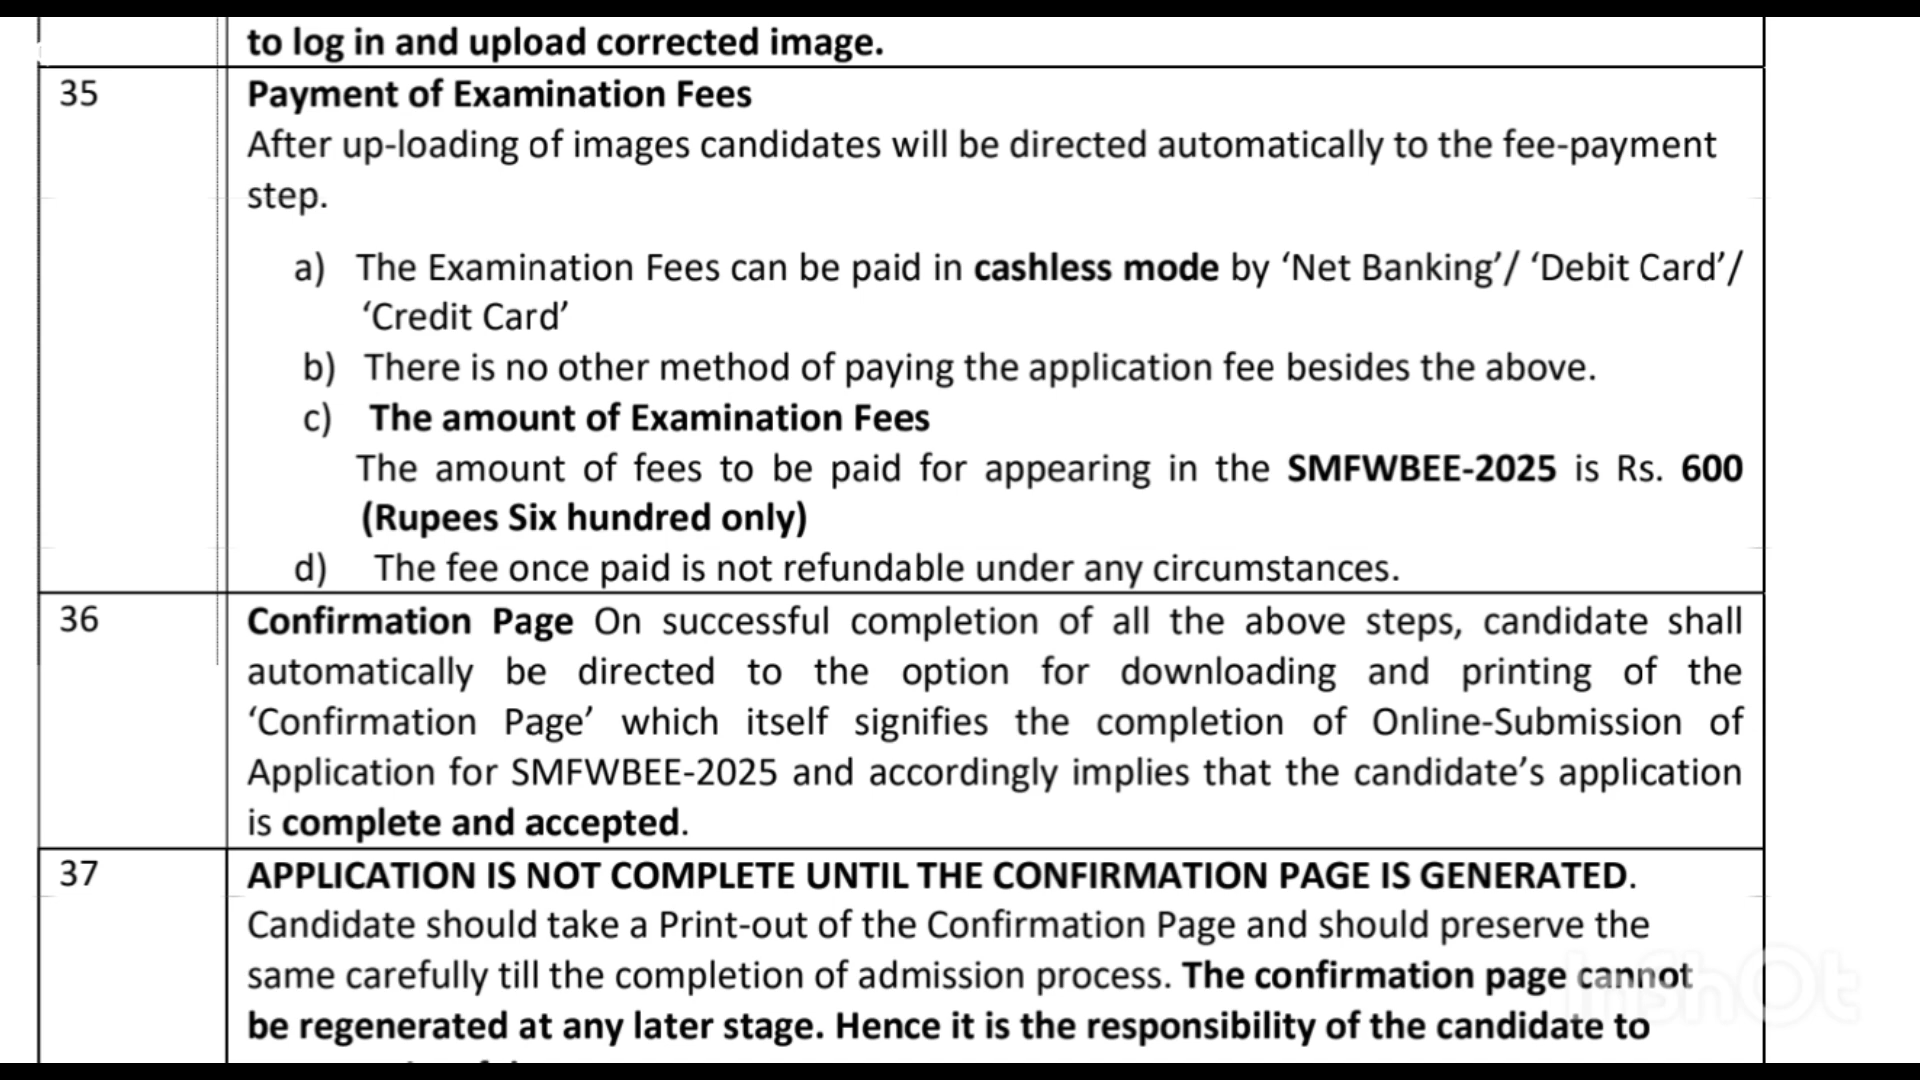 to log in and upload corrected image.
35
Payment of Examination Fees
After up-loading of images candidates will be directed automatically to the fee-payment
step.
a) The Examination Fees can be paid in cashless mode by ‘Net Banking’/ ‘Debit Card’/
‘Credit Card’
b) There is no other method of paying the application fee besides the above.
c) The amount of Examination Fees
The amount of fees to be paid for appearing in the SMFWBEE-2025 is Rs. 600
(Rupees Six hundred only)
d) The fee once paid is not refundable under any circumstances.
36
Confirmation Page On successful completion of all the above steps, candidate shall
automatically be directed to the option for downloading and printing of the
‘Confirmation Page’ which itself signifies the completion of Online-Submission of
Application for SMFWBEE-2025 and accordingly implies that the candidate’s application
is complete and accepted.
37
APPLICATION IS NOT COMPLETE UNTIL THE CONFIRMATION PAGE IS GENERATED.
Candidate should take a Print-out of the Confirmation Page and should preserve the
same carefully till the completion of admission process. The confirmation page cannot
be regenerated at any later stage. Hence it is the responsibility of the candidate to
InShOt